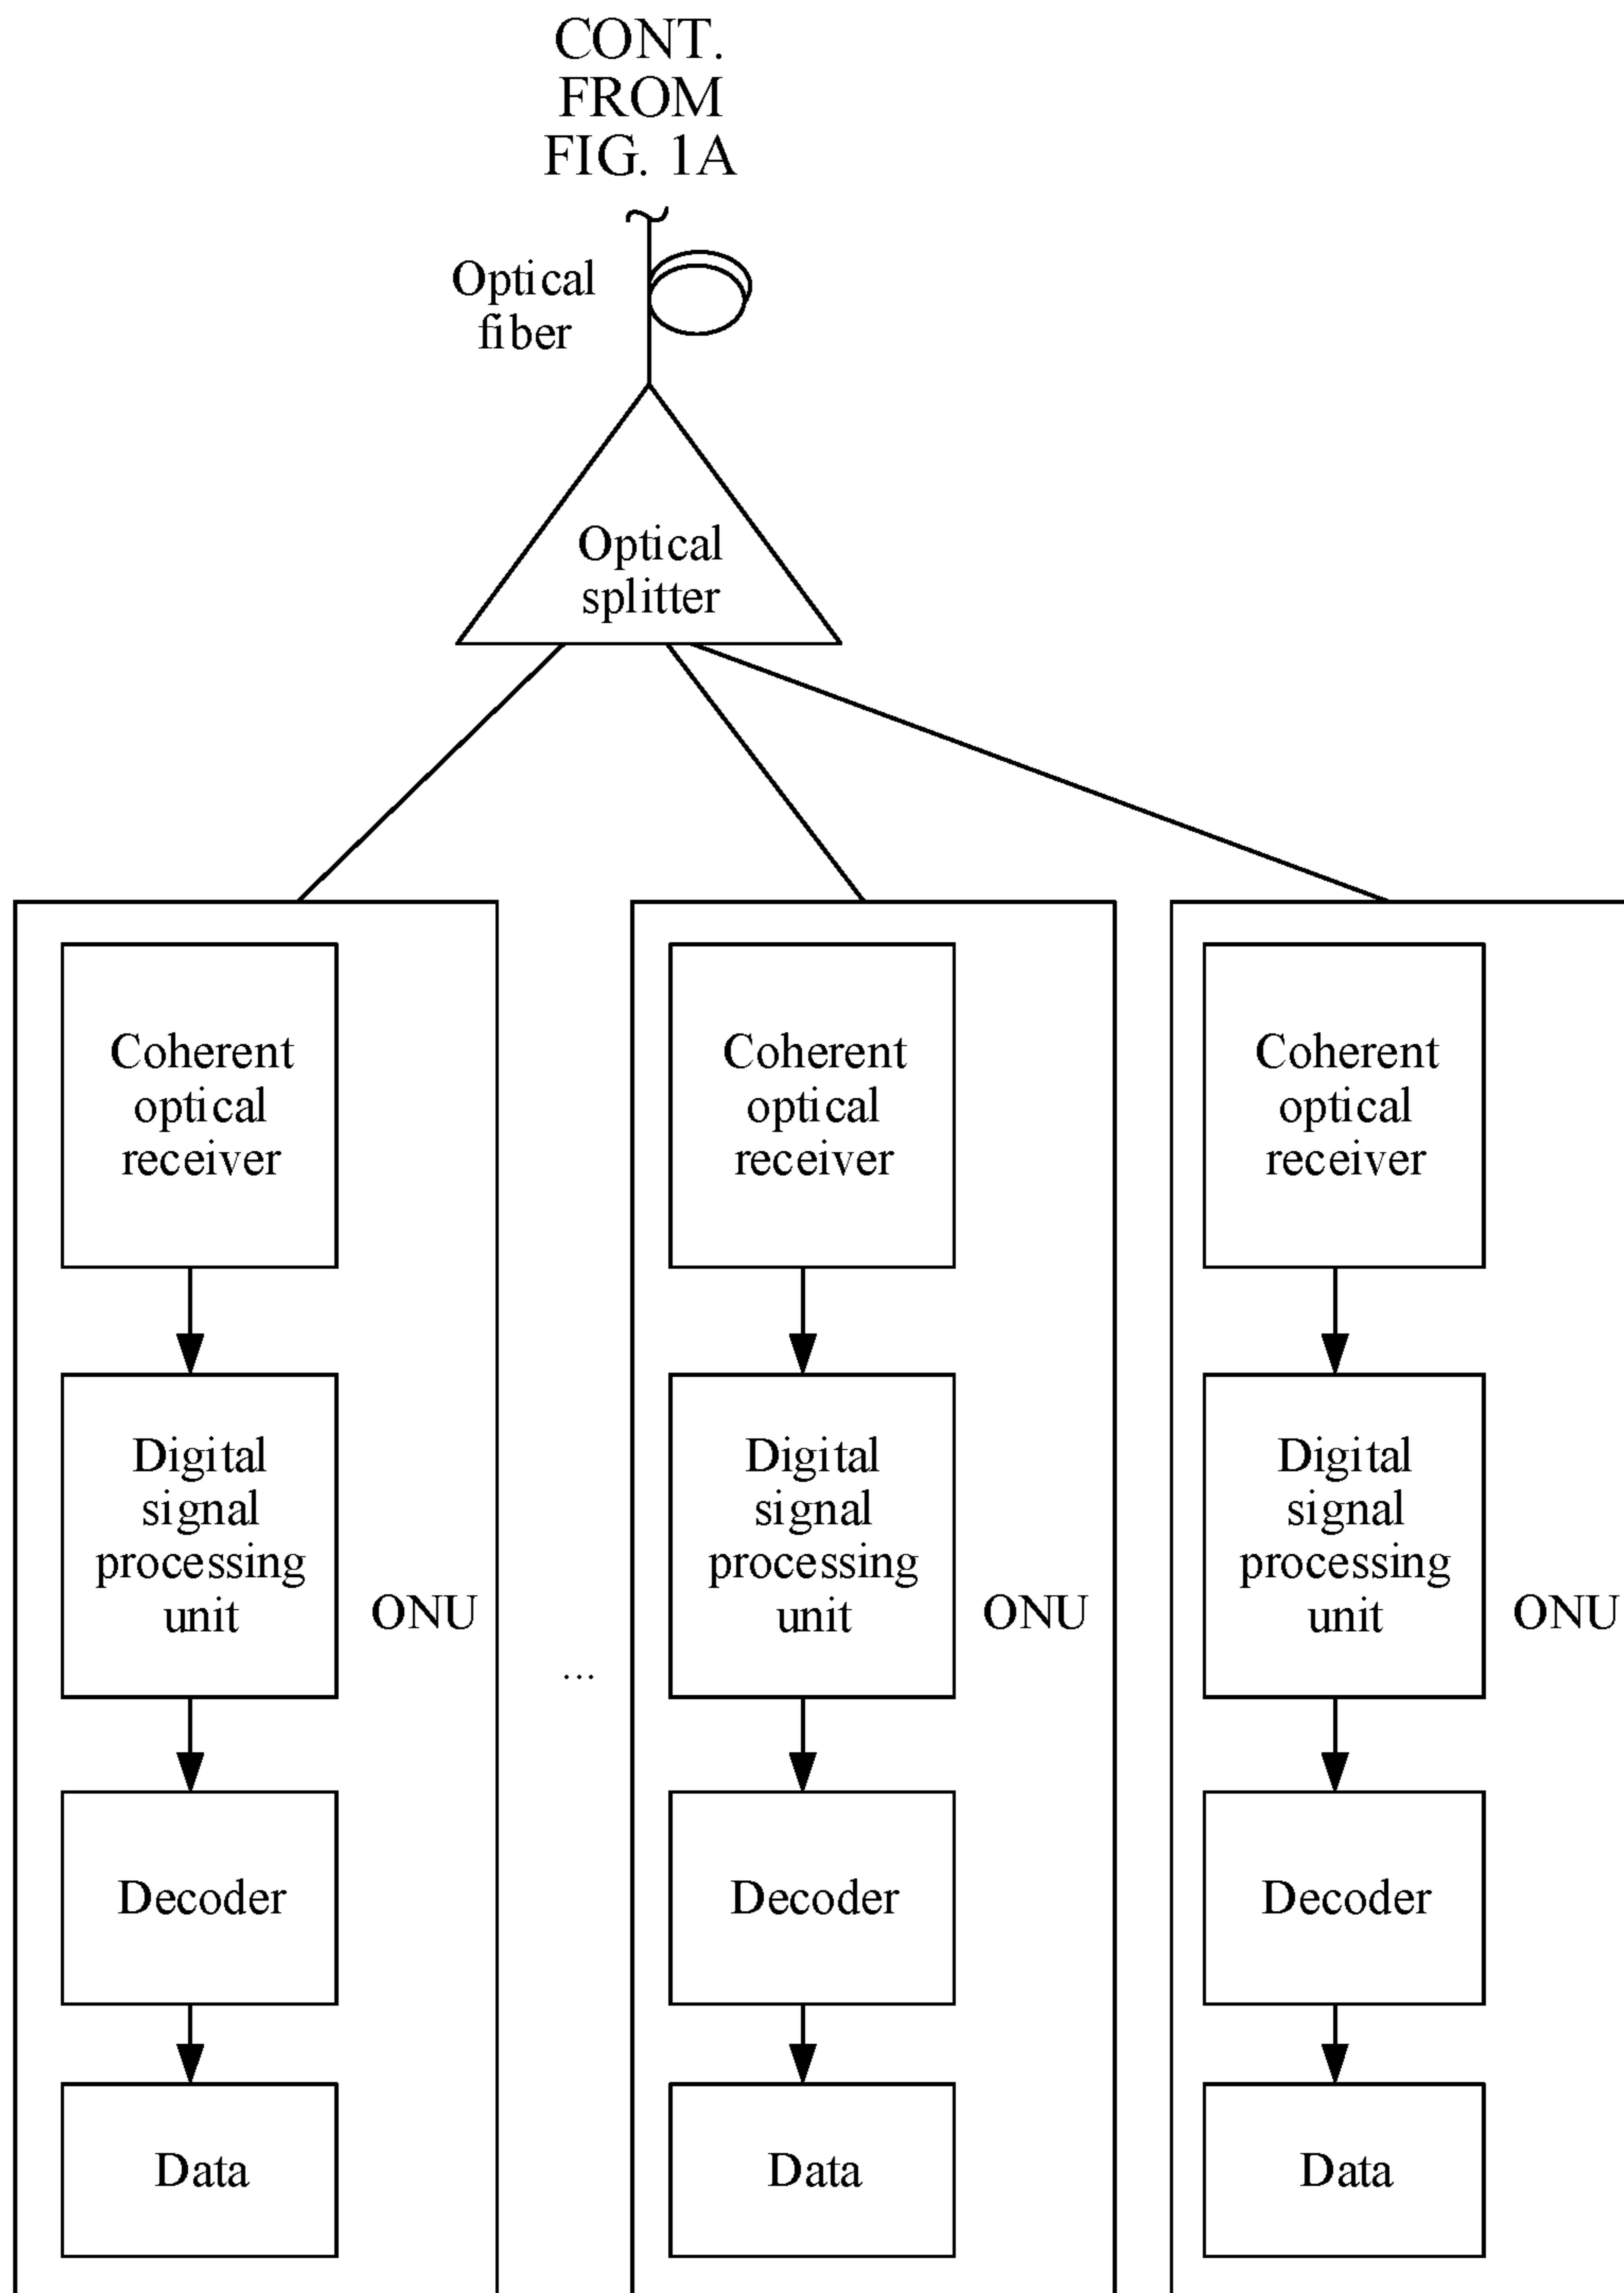 CONT.
FROM
FIG. 1A
Optical
fiber
Optical
splitter
Coherent
optical
receiver
Digital
signal
processing
unit
ONU
Decoder
Data
...
Coherent
optical
receiver
Digital
signal
processing
unit
ONU
Decoder
Data
Coherent
optical
receiver
Digital
signal
processing
unit
ONU
Decoder
Data